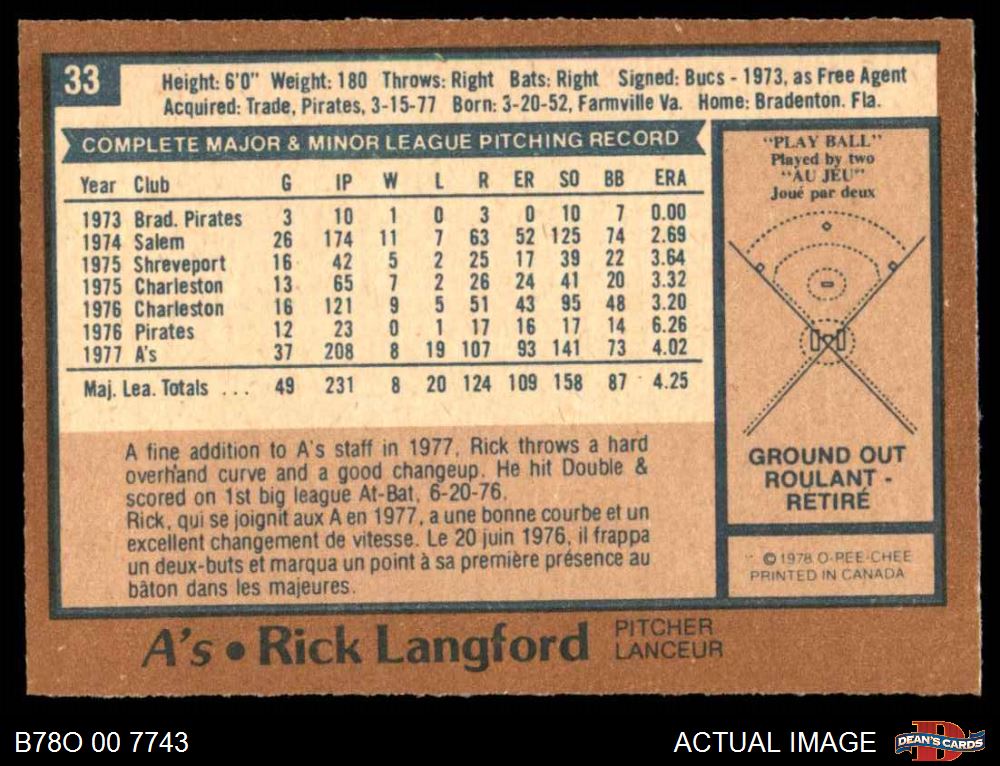 33
Height: 6'0" Weight: 180 Throws: Right Bats: Right Signed: Bucs - 1973, as Free Agent
Acquired: Trade, Pirates, 3-15-77 Born: 3-20-52, Farmville Va. Home: Bradenton. Fla.
COMPLETE MAJOR & MINOR LEAGUE PITCHING RECORD
Year Club G IP W L R ER SO BB ERA
1973 Brad. Pirates 3 10 1 0 3 0 10 7 0.00
1974 Salem 26 174 11 7 63 52 125 74 2.69
1975 Shreveport 16 42 5 2 25 17 39 22 3.64
1975 Charleston 13 65 7 2 26 24 41 20 3.32
1976 Charleston 16 121 9 5 51 43 95 48 3.20
1976 Pirates 12 23 0 1 17 16 17 14 6.26
1977 A's 37 208 8 19 107 93 141 73 4.02
Maj. Lea. Totals ... 49 231 8 20 124 109 158 87 4.25
A fine addition to A's staff in 1977, Rick throws a hard
overhand curve and a good changeup. He hit Double &
scored on 1st big league At-Bat, 6-20-76.
Rick, qui se joignit aux A en 1977, a une bonne courbe et un
excellent changement de vitesse. Le 20 juin 1976, il frappa
un deux-buts et marqua un point à sa première présence au
bâton dans les majeures.
"PLAY BALL"
Played by two
"AU JEU"
Joué par deux
GROUND OUT
ROULANT -
RETIRÉ
© 1978 O-PEE-CHEE
PRINTED IN CANADA
A's • Rick Langford
PITCHER
LANCEUR
B78O 00 7743
ACTUAL IMAGE
DEAN'S CARDS